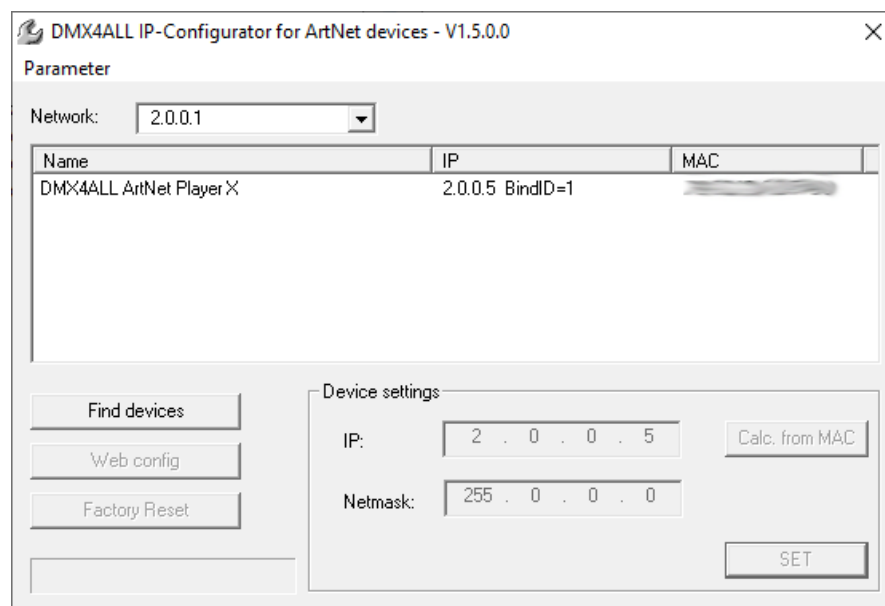 DMX4ALL IP-Configurator for ArtNet devices - V1.5.0.0
Parameter
Network: 2.0.0.1
Name IP MAC
DMX4ALL ArtNet Player X 2.0.0.5 BindID=1
Find devices
Web config
Factory Reset
Device settings
IP: 2 . 0 . 0 . 5 Calc. from MAC
Netmask: 255 . 0 . 0 . 0
SET